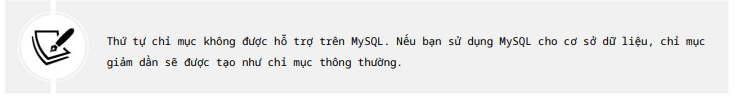 Thứ tự chỉ mục không được hỗ trợ trên MySQL. Nếu bạn sử dụng MySQL cho cơ sở dữ liệu, chỉ mục
giảm dần sẽ được tạo như chỉ mục thông thường.